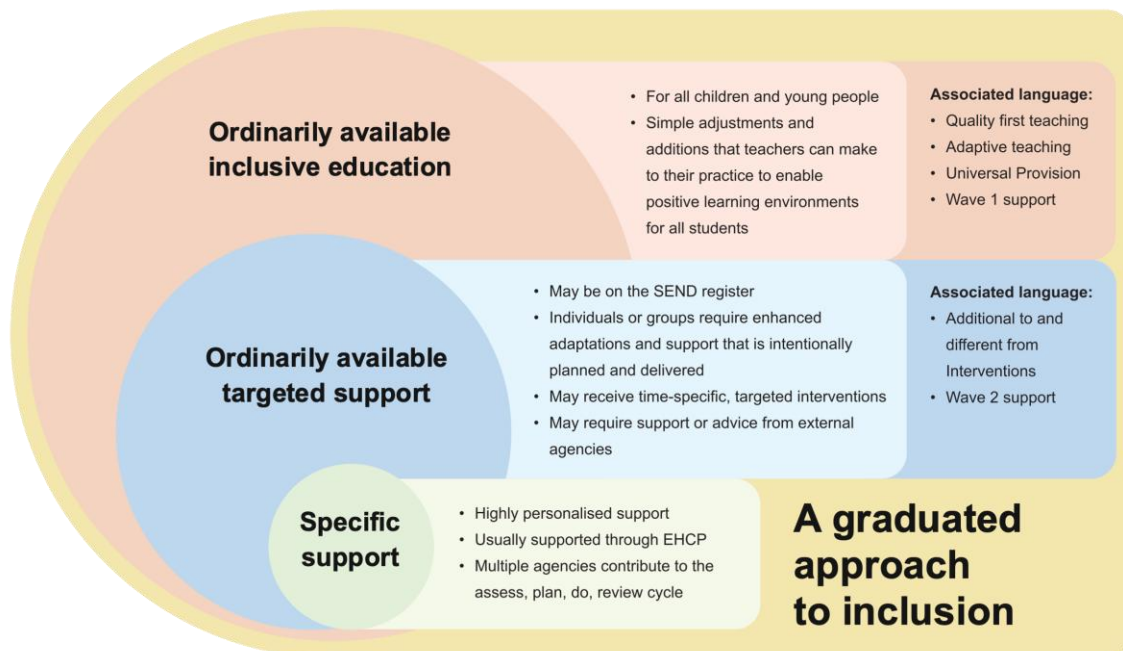 Ordinarily available
inclusive education
• For all children and young people
• Simple adjustments and
additions that teachers can make
to their practice to enable
positive learning environments
for all students
Associated language:
• Quality first teaching
• Adaptive teaching
• Universal Provision
• Wave 1 support
Ordinarily available
targeted support
• May be on the SEND register
• Individuals or groups require enhanced
adaptations and support that is intentionally
planned and delivered
• May receive time-specific, targeted interventions
• May require support or advice from external
agencies
Associated language:
• Additional to and
different from
Interventions
• Wave 2 support
Specific
support
• Highly personalised support
• Usually supported through EHCP
• Multiple agencies contribute to the
assess, plan, do, review cycle
A graduated
approach
to inclusion